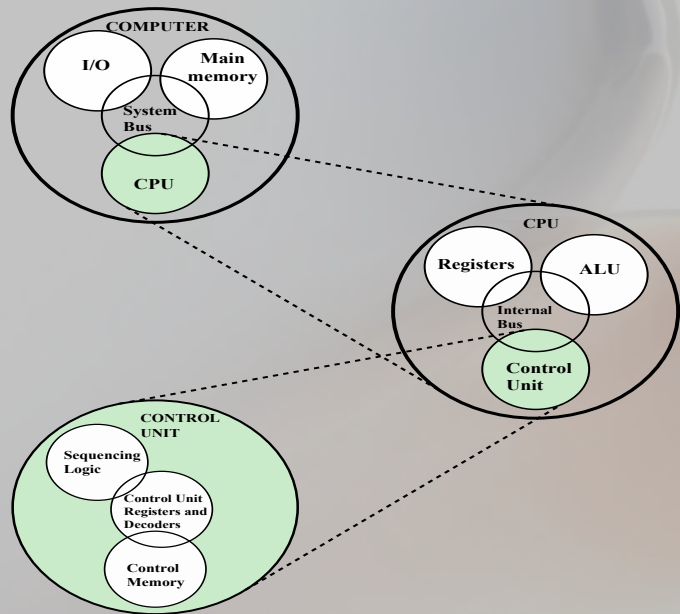 COMPUTER
I/O
Main
memory
System
Bus
CPU
CPU
Registers
ALU
Internal
Bus
Control
Unit
CONTROL
UNIT
Sequencing
Logic
Control Unit
Registers and
Decoders
Control
Memory